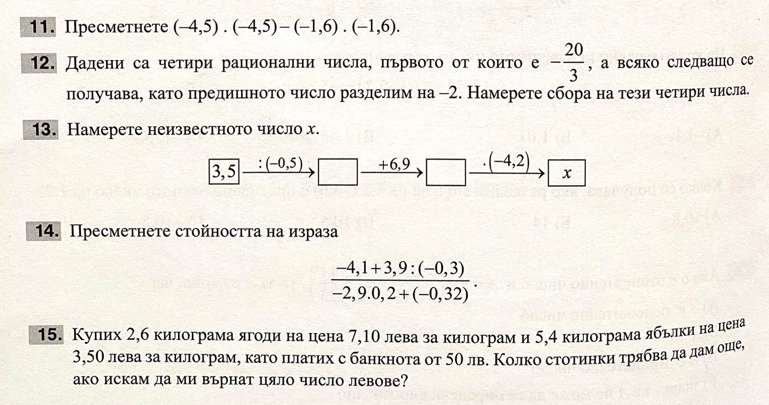 11. Пресметнете (–4,5) . (–4,5) – (–1,6) . (–1,6).
12. Дадени са четири рационални числа, първото от които е –20/3, а всяко следващо се
получава, като предишното число разделим на –2. Намерете сбора на тези четири числа.
13. Намерете неизвестното число x.
3,5 :(–0,5) +6,9 .(–4,2) x
14. Пресметнете стойността на израза
–4,1+3,9:(–0,3)
–2,9.0,2+(–0,32) .
15. Купих 2,6 килограма ягоди на цена 7,10 лева за килограм и 5,4 килограма ябълки на цена
3,50 лева за килограм, като платих с банкнота от 50 лв. Колко стотинки трябва да дам още,
ако искам да ми върнат цяло число левове?